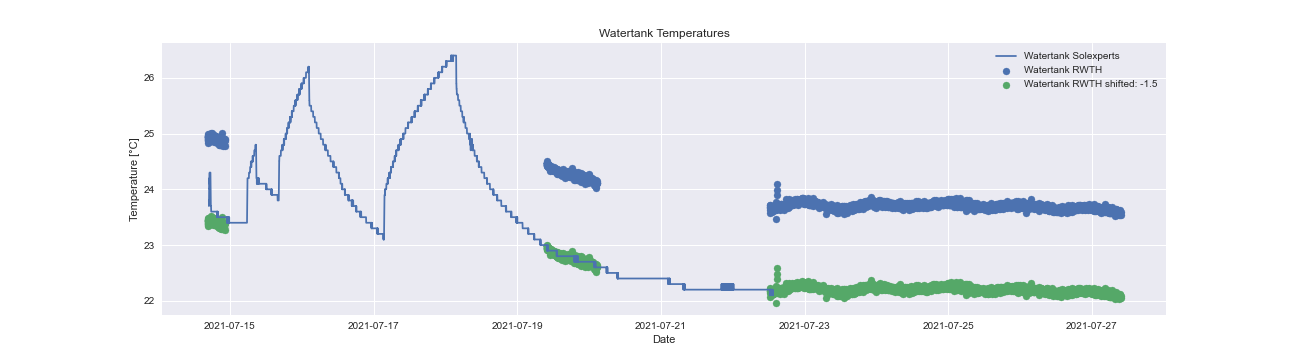 Watertank Temperatures
Watertank Solexperts
Watertank RWTH
Watertank RWTH shifted: -1.5
Temperature [°C]
26
25
24
23
22
2021-07-15 2021-07-17 2021-07-19 2021-07-21 2021-07-23 2021-07-25 2021-07-27
Date